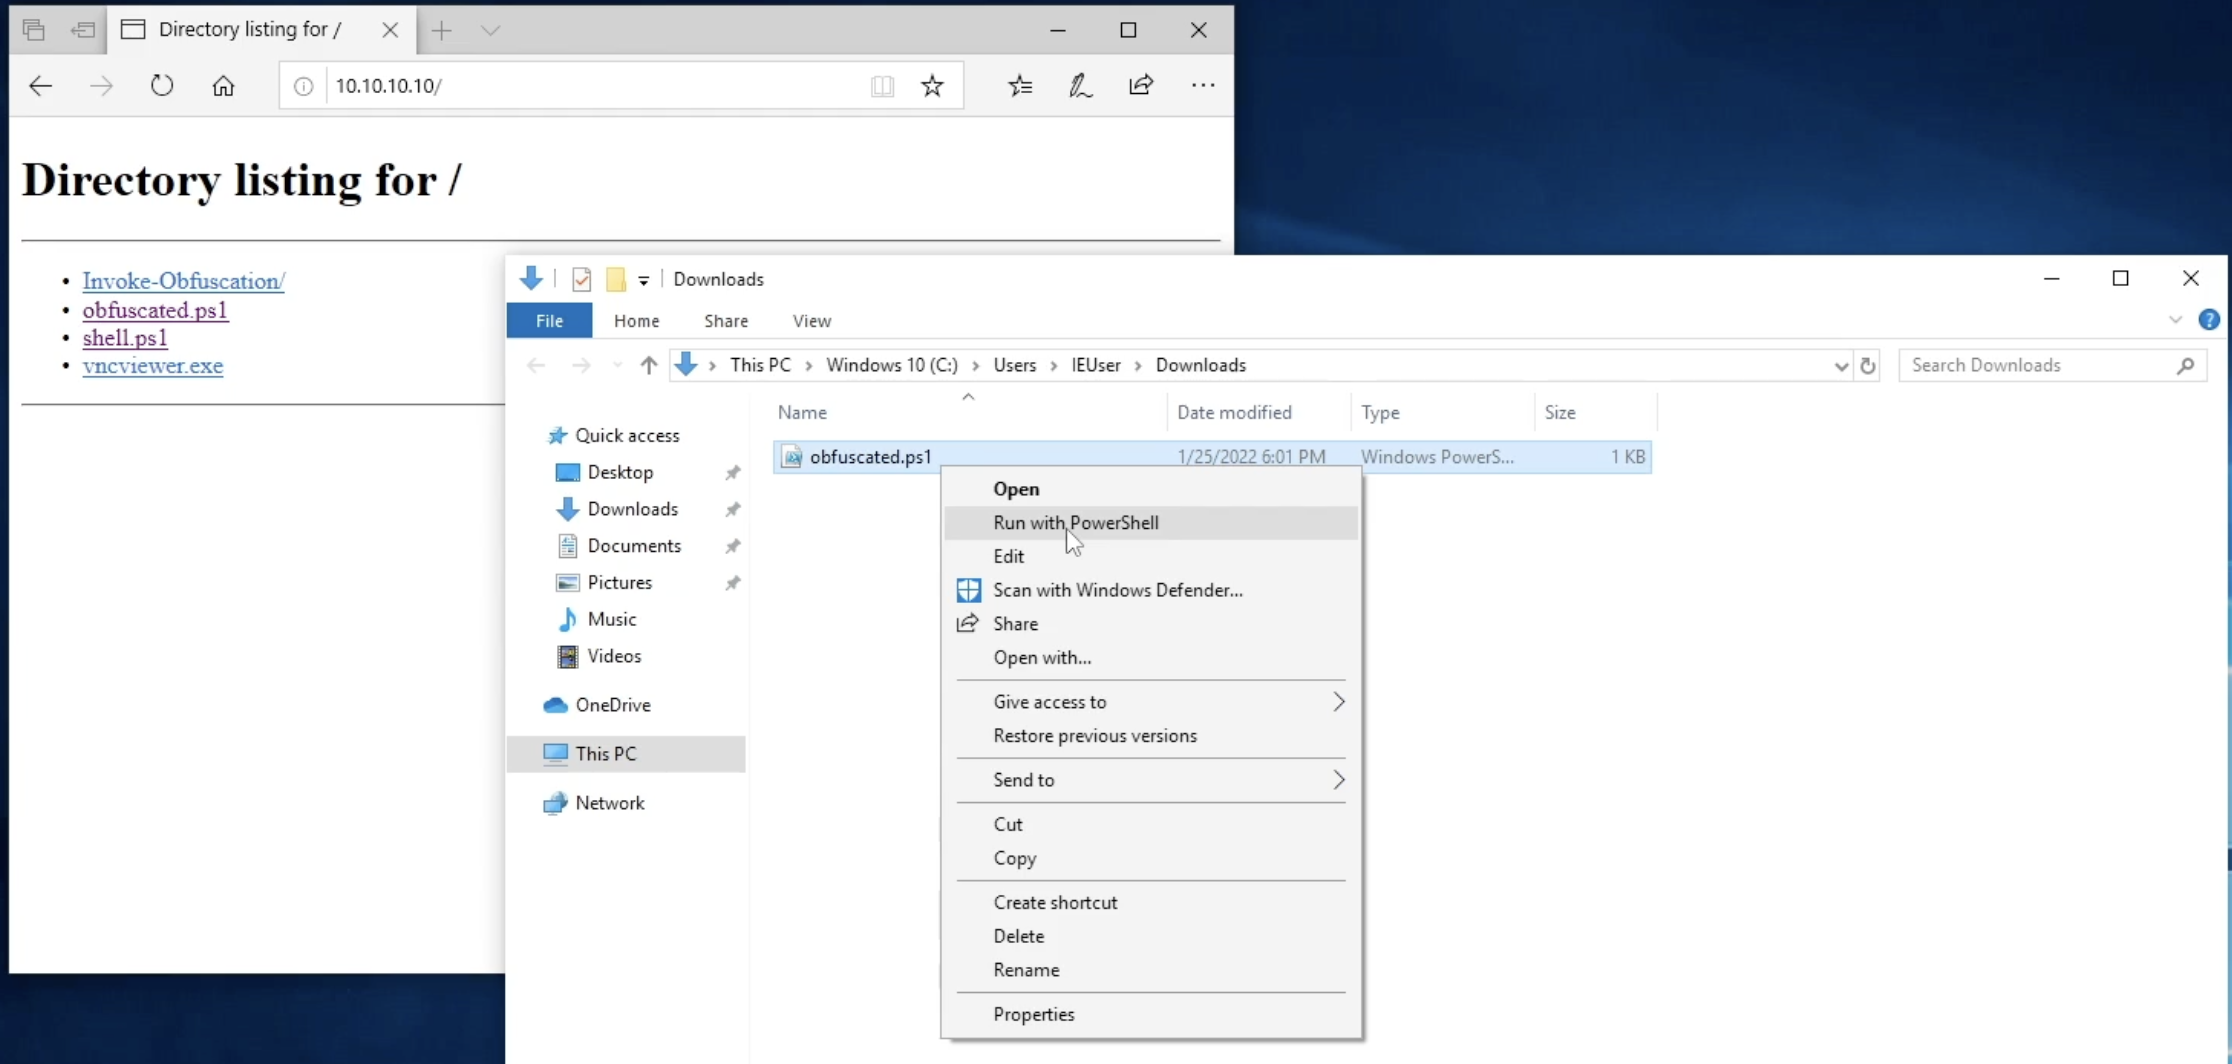 Directory listing for /
10.10.10.10/
Directory listing for /
Invoke-Obfuscation/
obfuscated.ps1
shell.ps1
vncviewer.exe
Downloads
File Home Share View
This PC > Windows 10 (C:) > Users > IEUser > Downloads
Search Downloads
Name Date modified Type Size
obfuscated.ps1 1/25/2022 6:01 PM Windows PowerS... 1 KB
Quick access
Desktop
Downloads
Documents
Pictures
Music
Videos
OneDrive
This PC
Network
Open
Run with PowerShell
Edit
Scan with Windows Defender...
Share
Open with...
Give access to
Restore previous versions
Send to
Cut
Copy
Create shortcut
Delete
Rename
Properties